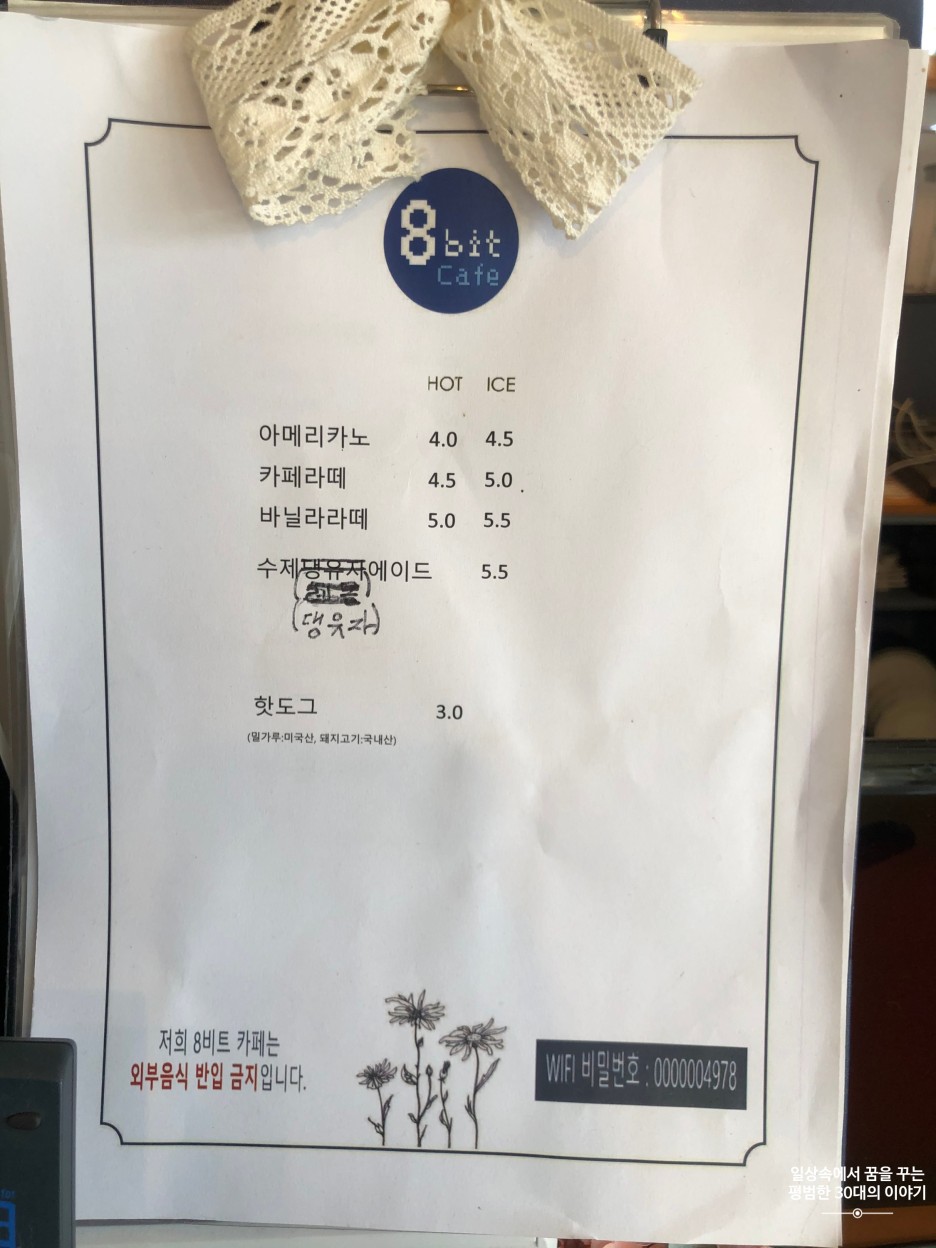 8bit
Cafe
HOT ICE
아메리카노 4.0 4.5
카페라떼 4.5 5.0
바닐라라떼 5.0 5.5
수제댕유자에이드 5.5
(댕유자)
핫도그 3.0
(밀가루:미국산, 돼지고기:국내산)
저희 8비트 카페는
외부음식 반입 금지입니다.
WIFI 비밀번호 : 0000004978
일상속에서 꿈을 꾸는
평범한 30대의 이야기